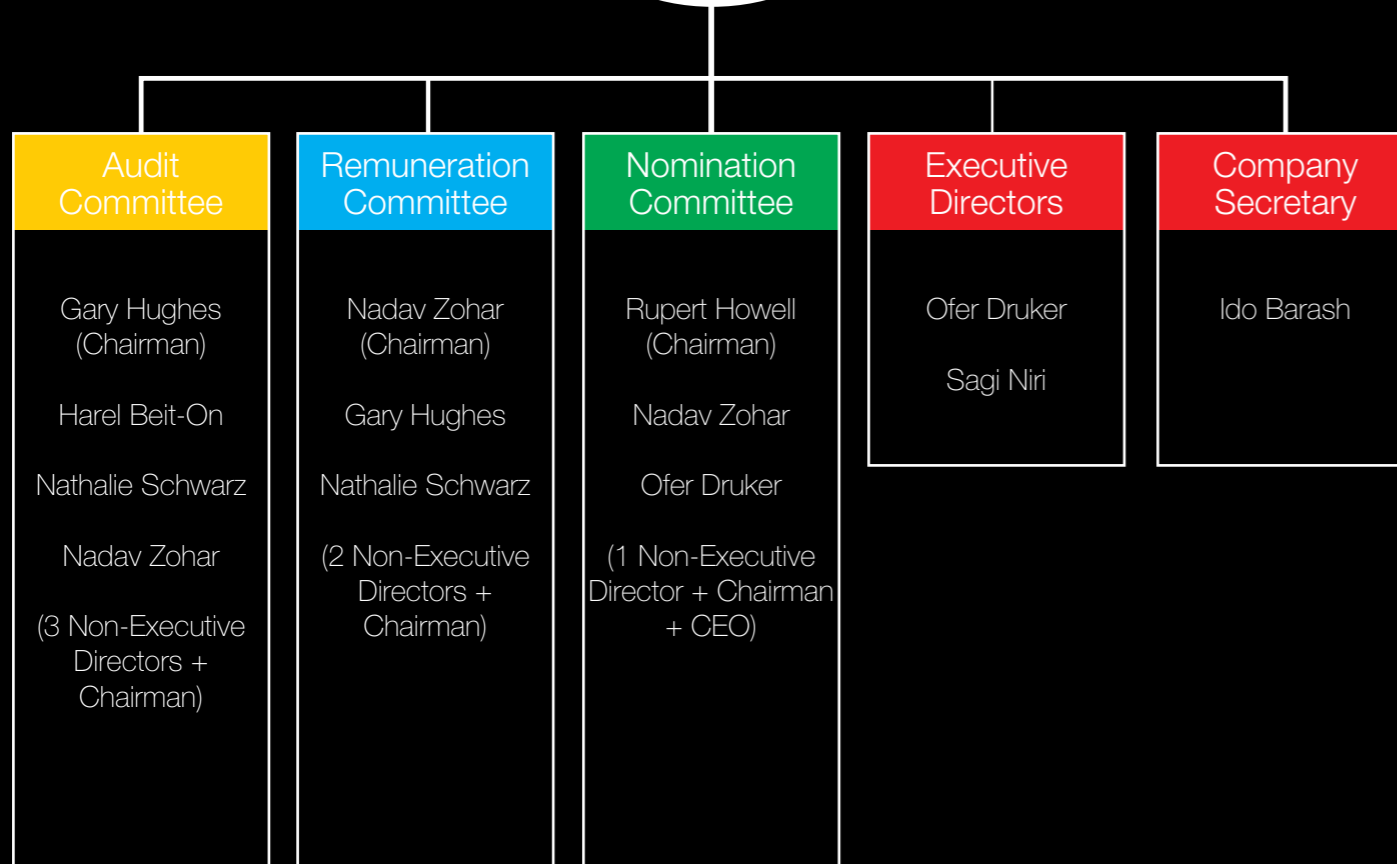 Audit
Committee
Gary Hughes
(Chairman)
Harel Beit-On
Nathalie Schwarz
Nadav Zohar
(3 Non-Executive
Directors +
Chairman)
Remuneration
Committee
Nadav Zohar
(Chairman)
Gary Hughes
Nathalie Schwarz
(2 Non-Executive
Directors +
Chairman)
Nomination
Committee
Rupert Howell
(Chairman)
Nadav Zohar
Ofer Druker
(1 Non-Executive
Director + Chairman
+ CEO)
Executive
Directors
Ofer Druker
Sagi Niri
Company
Secretary
Ido Barash